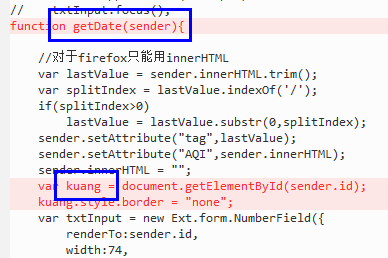 //   txtInput.focus();
function getDate(sender){
//对于firefox只能用innerHTML
var lastValue = sender.innerHTML.trim();
var splitIndex = lastValue.indexOf('/');
if(splitIndex>0)
lastValue = lastValue.substr(0,splitIndex);
sender.setAttribute("tag",lastValue);
sender.setAttribute("AQI",sender.innerHTML);
sender.innerHTML = "";
var kuang = document.getElementById(sender.id);
kuang.style.border = "none";
var txtInput = new Ext.form.NumberField({
renderTo:sender.id,
width:74,